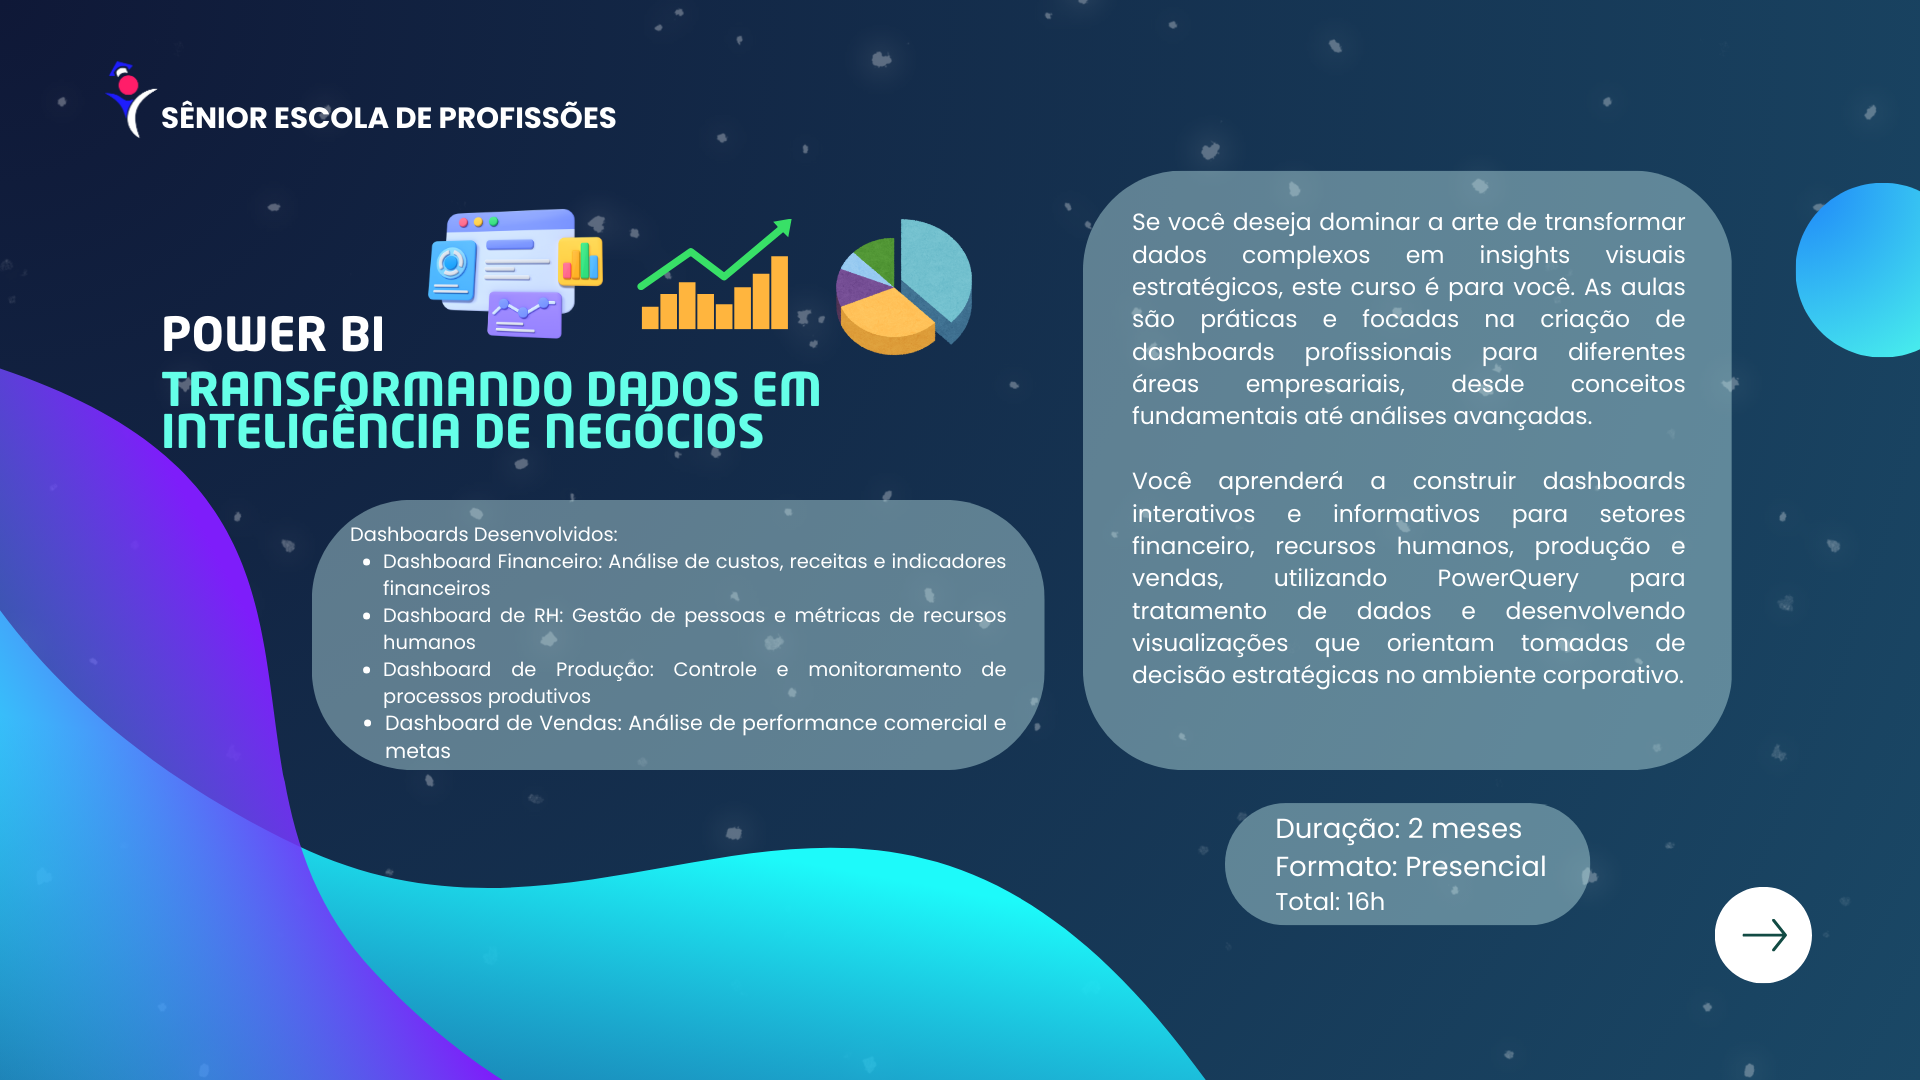 SÊNIOR ESCOLA DE PROFISSÕES
POWER BI
TRANSFORMANDO DADOS EM
INTELIGÊNCIA DE NEGÓCIOS
Dashboards Desenvolvidos:
• Dashboard Financeiro: Análise de custos, receitas e indicadores
financeiros
• Dashboard de RH: Gestão de pessoas e métricas de recursos
humanos
• Dashboard de Produção: Controle e monitoramento de
processos produtivos
• Dashboard de Vendas: Análise de performance comercial e
metas
Se você deseja dominar a arte de transformar
dados complexos em insights visuais
estratégicos, este curso é para você. As aulas
são práticas e focadas na criação de
dashboards profissionais para diferentes
áreas empresariais, desde conceitos
fundamentais até análises avançadas.
Você aprenderá a construir dashboards
interativos e informativos para setores
financeiro, recursos humanos, produção e
vendas, utilizando PowerQuery para
tratamento de dados e desenvolvendo
visualizações que orientam tomadas de
decisão estratégicas no ambiente corporativo.
Duração: 2 meses
Formato: Presencial
Total: 16h